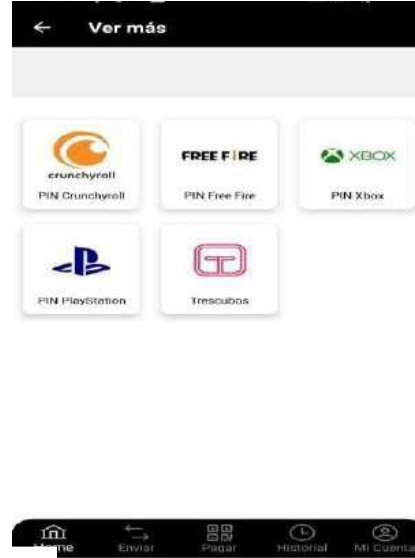 Ver más
crunchyroll
FREE FIRE
XBOX
PIN Crunchyroll
PIN Free Fire
PIN Xbox
PIN PlayStation
Trescubos
Home
Enviar
Pagar
Historial
Mi Cuenta